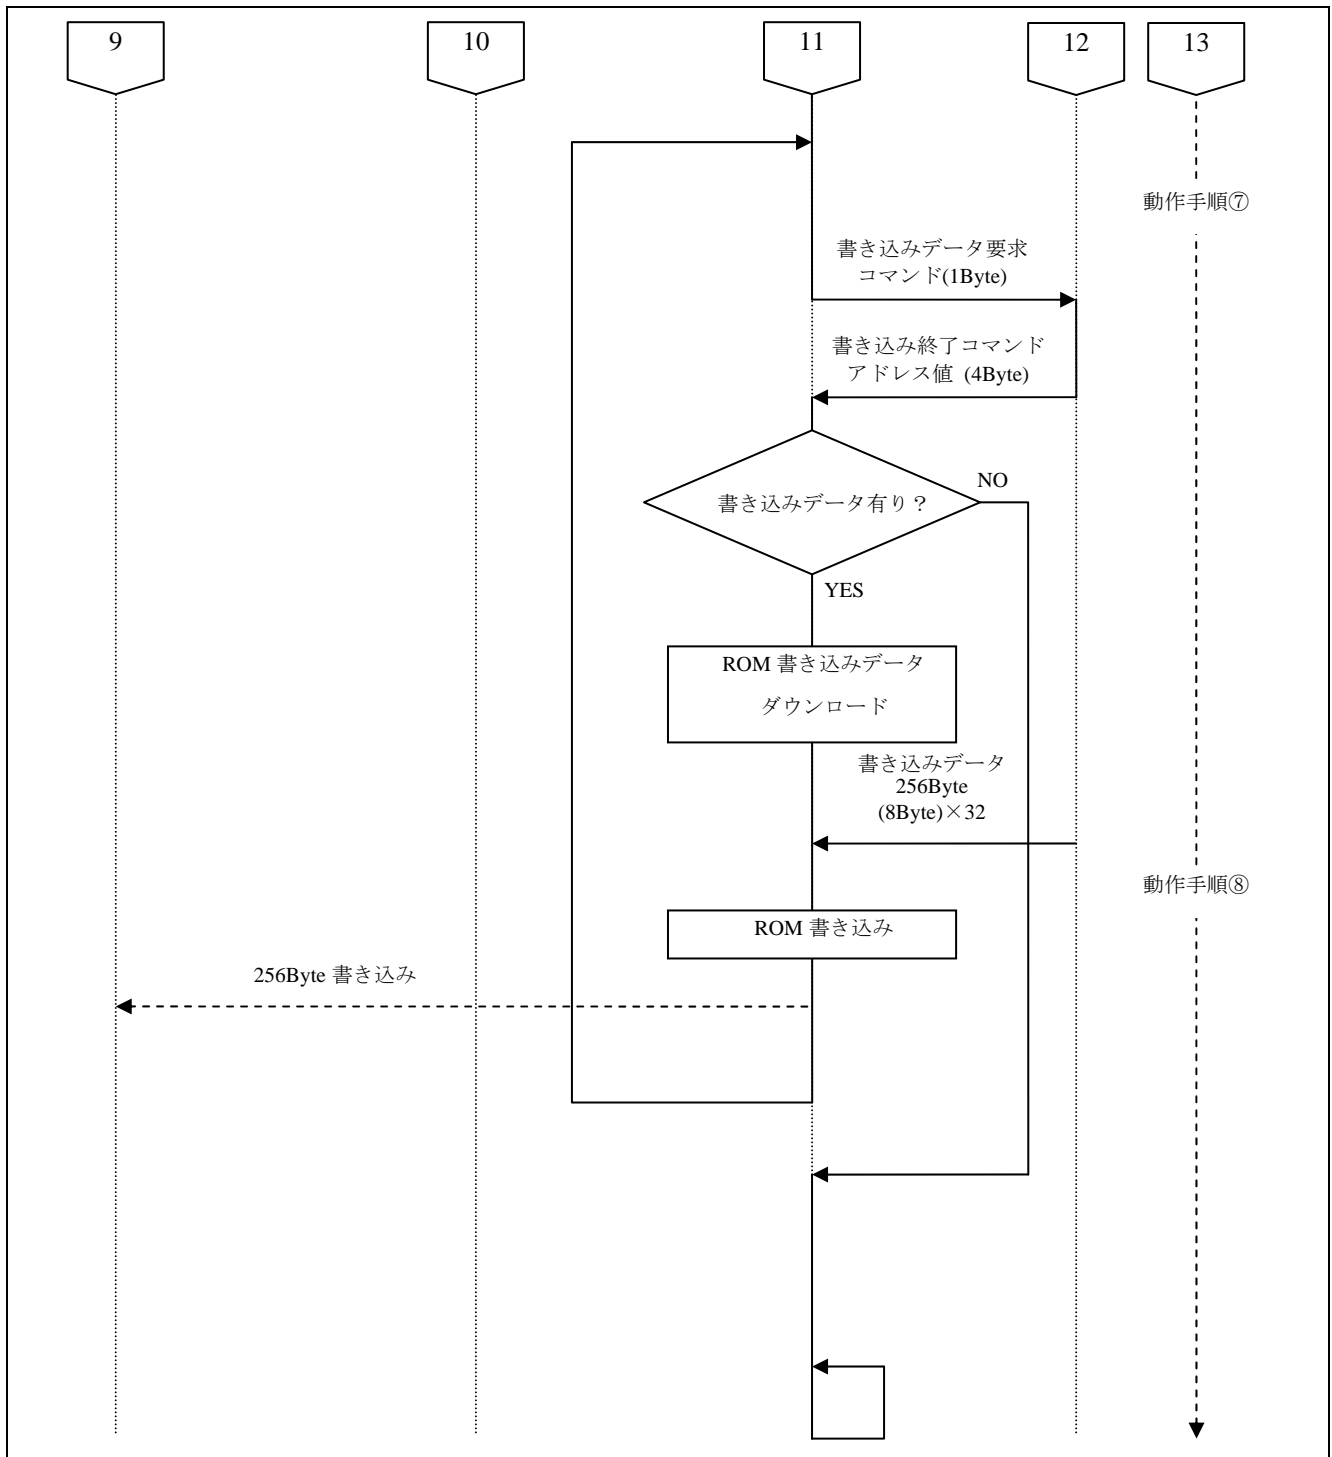 9
10
11
12
13
動作手順⑦
書き込みデータ要求
コマンド(1Byte)
書き込み終了コマンド
アドレス値 (4Byte)
NO
書き込みデータ有り？
YES
ROM 書き込みデータ
ダウンロード
書き込みデータ
256Byte
(8Byte)×32
動作手順⑧
ROM 書き込み
256Byte 書き込み